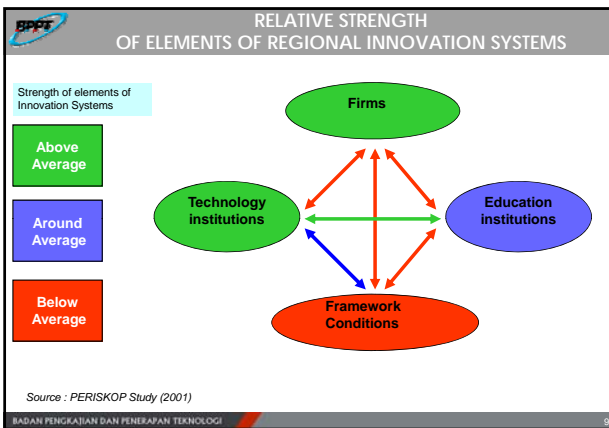 BPPT
RELATIVE STRENGTH
OF ELEMENTS OF REGIONAL INNOVATION SYSTEMS
Strength of elements of
Innovation Systems
Above
Average
Around
Average
Below
Average
Firms
Technology
institutions
Education
institutions
Framework
Conditions
Source : PERISKOP Study (2001)
BADAN PENGKAJIAN DAN PENERAPAN TEKNOLOGI
9